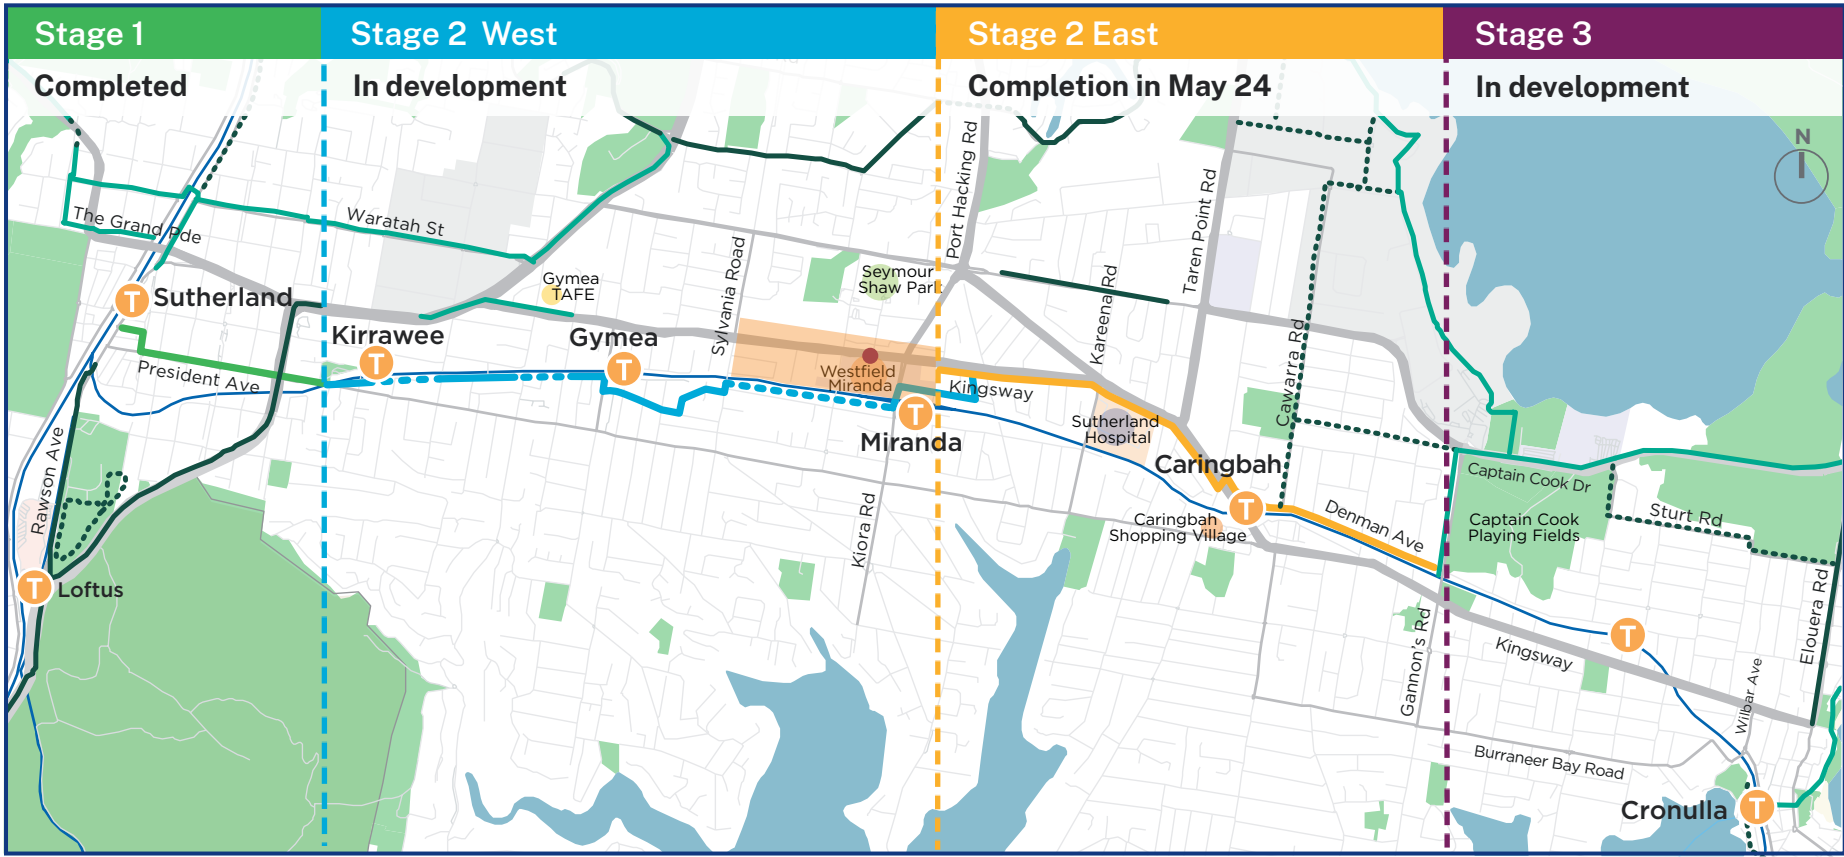 Stage 1
Stage 2 West
Stage 2 East
Stage 3
Completed
In development
Completion in May 24
In development
N
Port Hacking Rd
Taren Point Rd
The Grand Pde
Waratah St
Sylvania Road
Gymea
TAFE
Seymour
Shaw Park
Kareena Rd
T
Sutherland
Kirrawee
T
Gymea
T
President Ave
Westfield
Miranda
Kingsway
T
Miranda
Cawarra Rd
Sutherland
Hospital
Caringbah
T
Rawson Ave
Kiora Rd
Caringbah
Shopping Village
Denman Ave
Captain Cook Dr
Captain Cook
Playing Fields
Sturt Rd
T
Loftus
Elouera Rd
Gannon's Rd
T
Kingsway
Wilbar Ave
Burraneer Bay Road
Cronulla
T